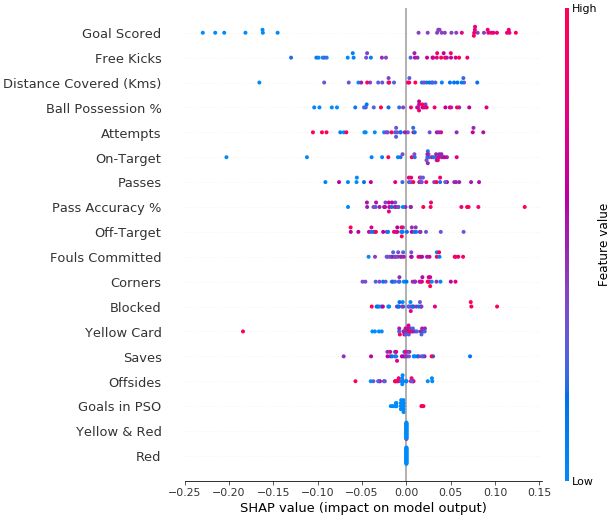 High
Goal Scored
Free Kicks
Distance Covered (Kms)
Ball Possession %
Attempts
On-Target
Passes
Pass Accuracy %
Off-Target
Fouls Committed
Corners
Blocked
Yellow Card
Saves
Offsides
Goals in PSO
Yellow & Red
Red
Feature value
Low
−0.25 −0.20 −0.15 −0.10 −0.05 0.00 0.05 0.10 0.15
SHAP value (impact on model output)